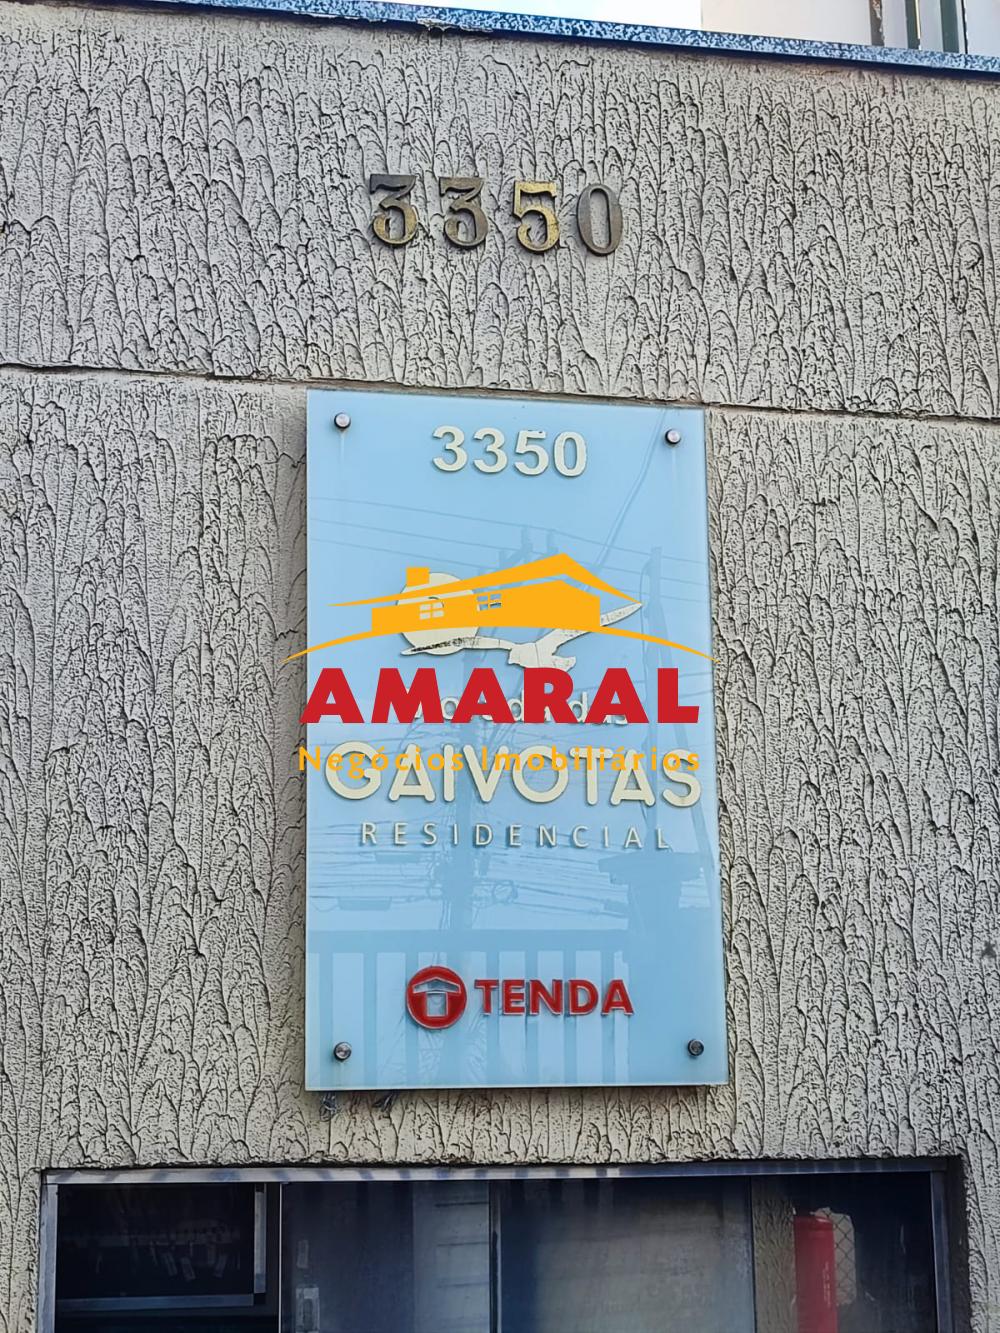 3350
3350
AMARAL
Negócios Imobiliários
GAIVOTAS
RESIDENCIAL
TENDA